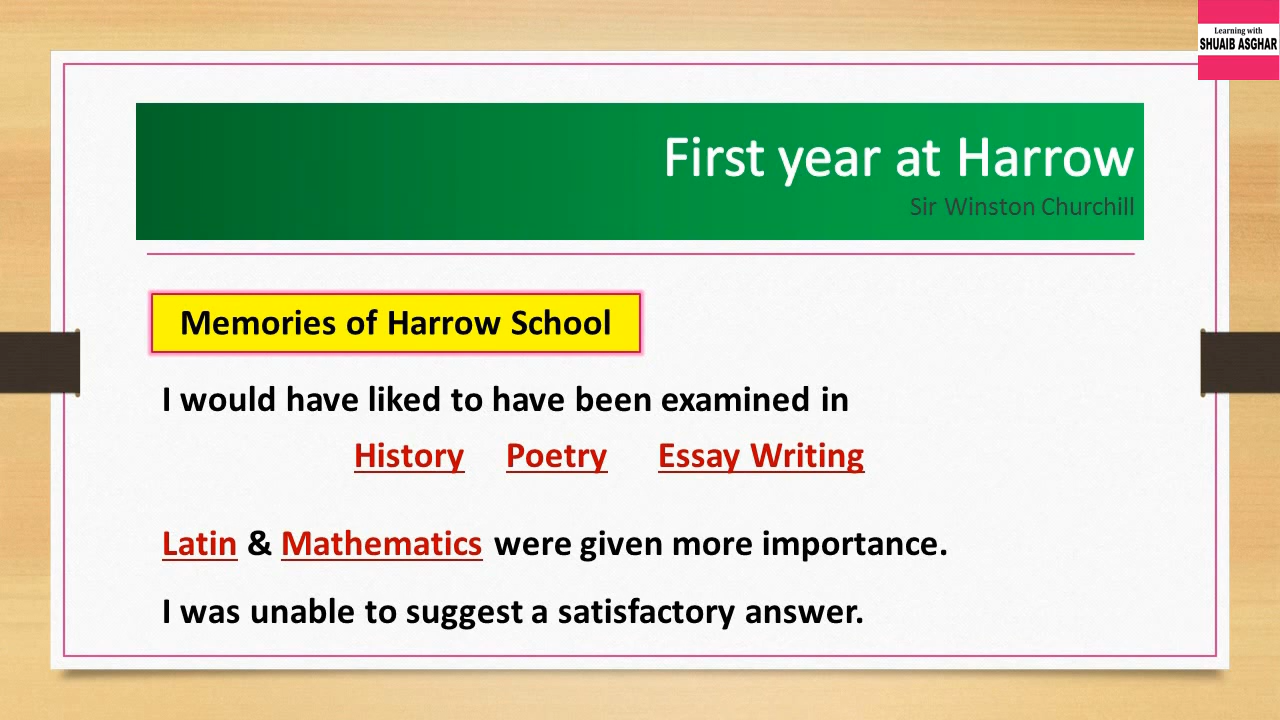 Learning with
SHUAIB ASGHAR
First year at Harrow
Sir Winston Churchill
Memories of Harrow School
I would have liked to have been examined in
History Poetry Essay Writing
Latin & Mathematics were given more importance.
I was unable to suggest a satisfactory answer.